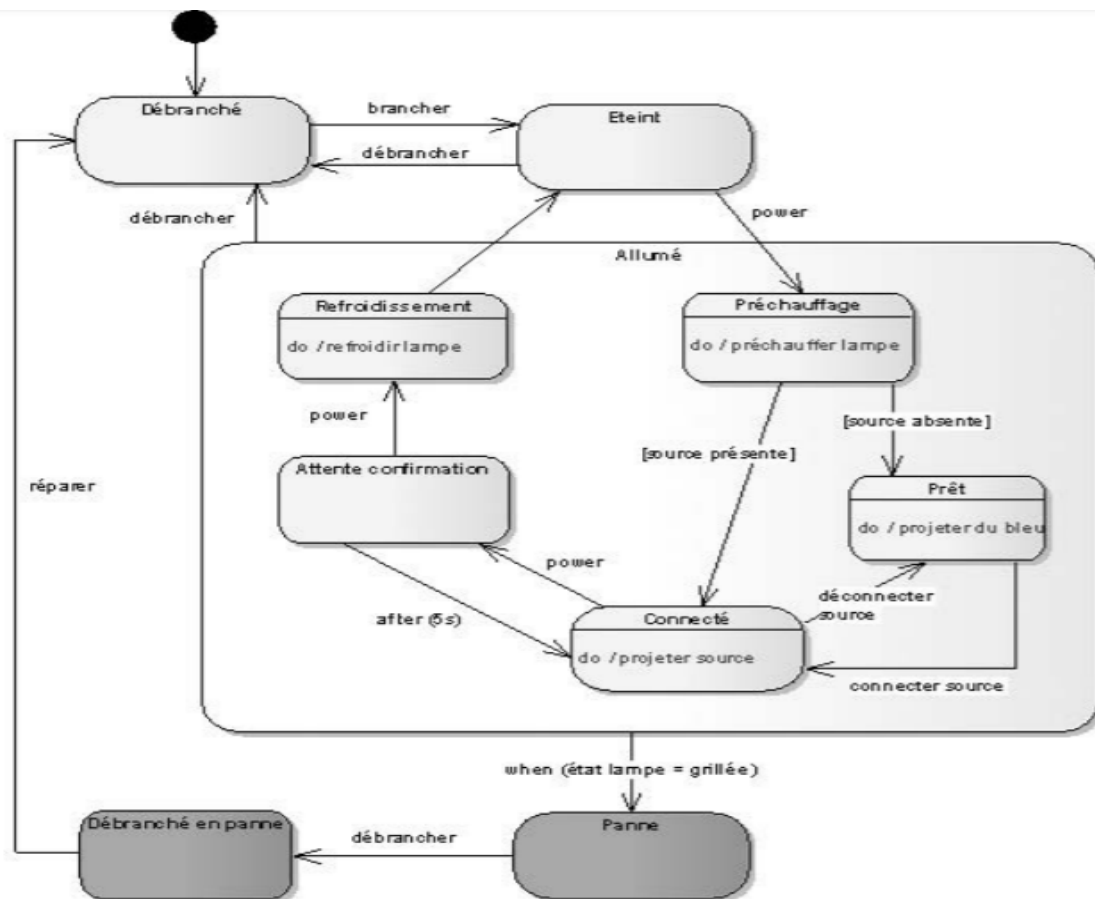 Débranché
brancher
Eteint
débrancher
débrancher
power
Allumé
Refroidissement
do / refroidir lampe
Préchauffage
do / préchauffer lampe
power
[source absente]
[source présente]
Attente confirmation
réparer
Prêt
do / projeter du bleu
power
déconnecter
source
after (5s)
Connecté
do / projeter source
connecter source
when (état lampe = grillée)
Débranché en panne
débrancher
Panne